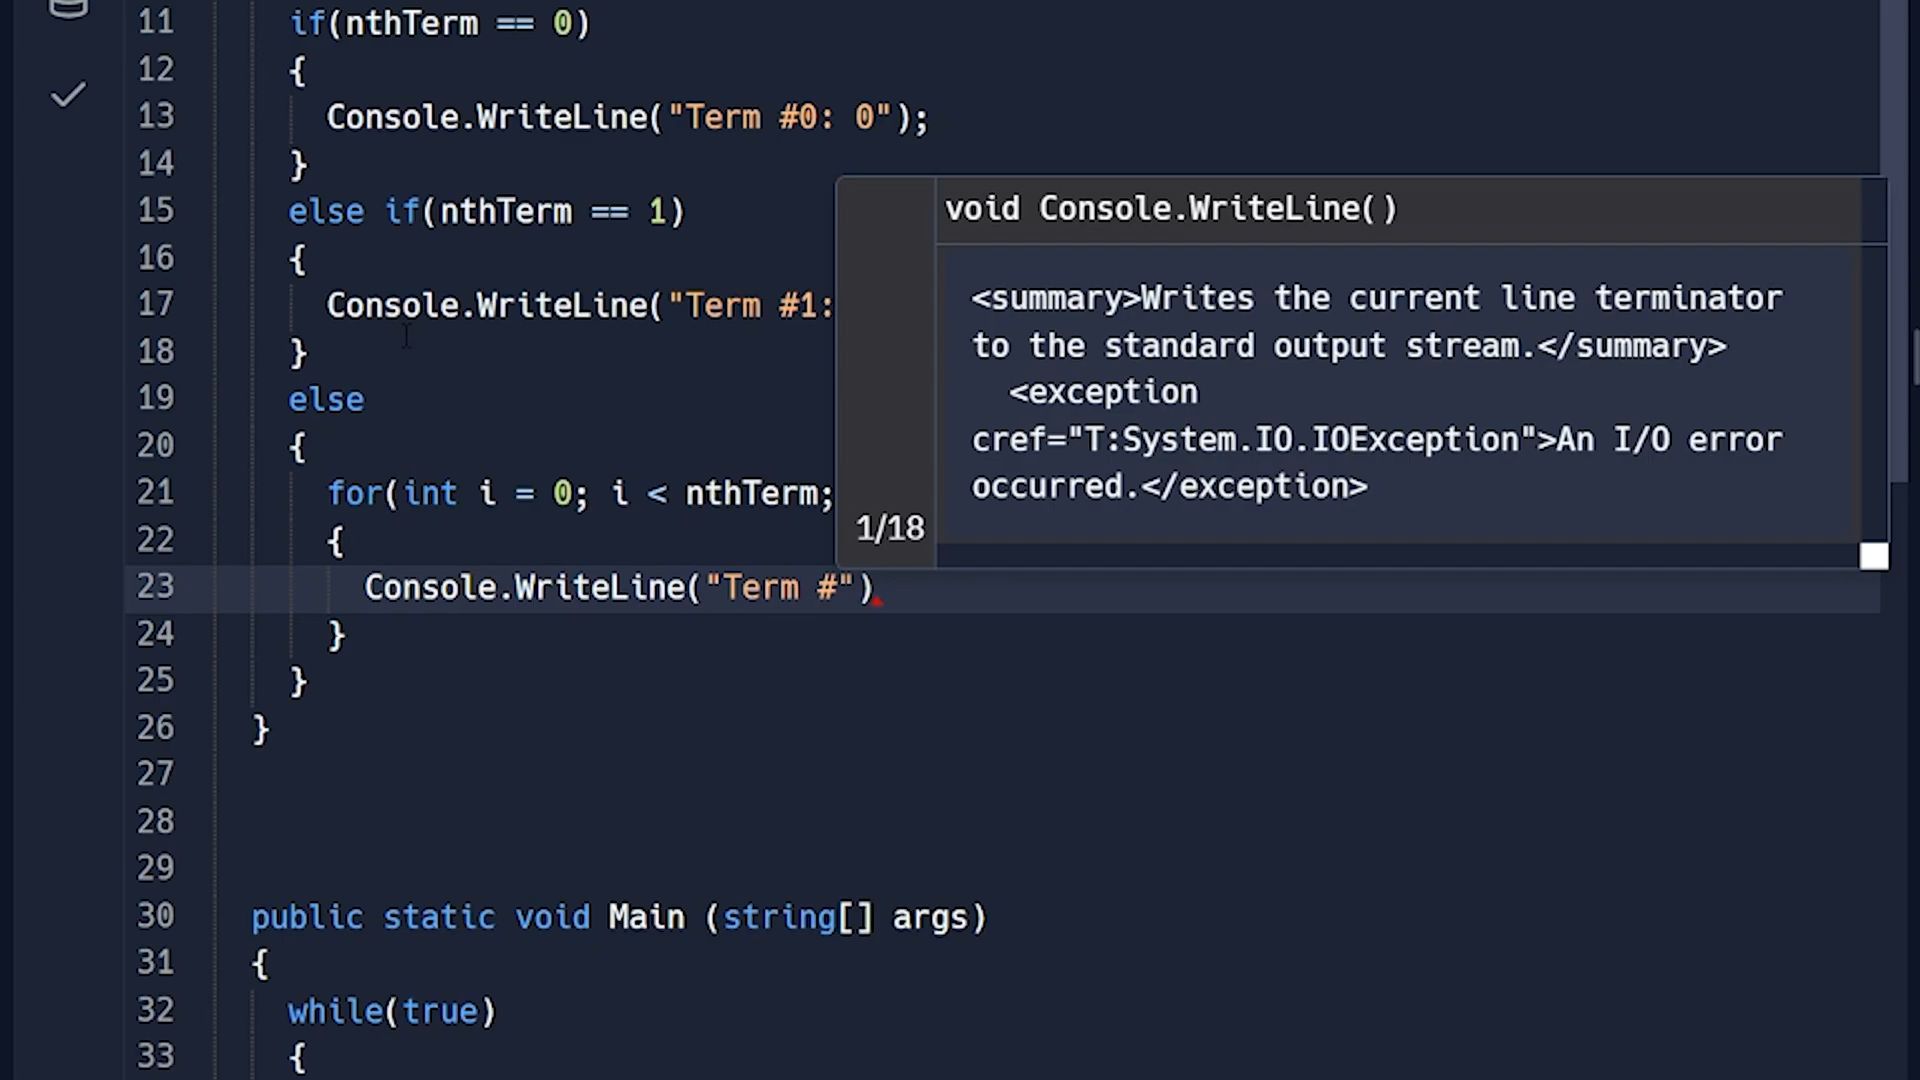 11 if(nthTerm == 0)
12 {
13 Console.WriteLine("Term #0: 0");
14 }
15 else if(nthTerm == 1)
16 {
17 Console.WriteLine("Term #1:
18 }
19 else
20 {
21 for(int i = 0; i < nthTerm;
22 {
23 Console.WriteLine("Term #")
24 }
25 }
26 }
27
28
29
30 public static void Main (string[] args)
31 {
32 while(true)
33 {
void Console.WriteLine()
<summary>Writes the current line terminator
to the standard output stream.</summary>
<exception
cref="T:System.IO.IOException">An I/O error
occurred.</exception>
1/18